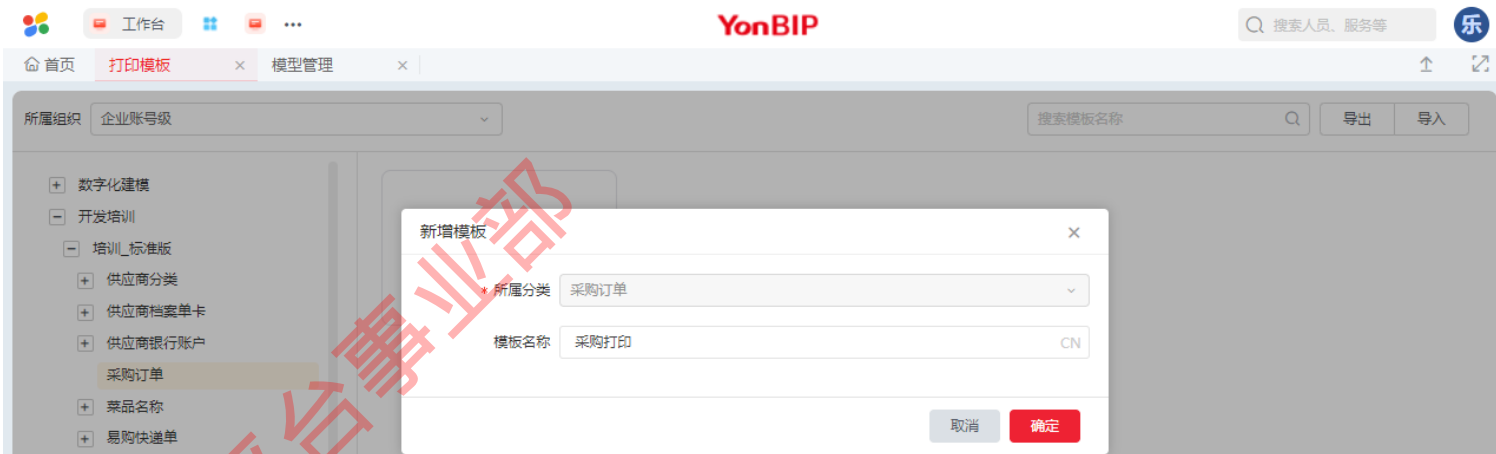 工作台 ••• YonBIP 搜索人员、服务等 乐
首页 打印模板 × 模型管理 ×
所属组织 企业账号级 搜索模板名称 导出 导入
数字化建模
开发培训
新增模板 ×
培训_标准版
供应商分类
* 所属分类 采购订单
供应商档案单卡
供应商银行账户
模板名称 采购打印 CN
采购订单
菜品名称
取消 确定
易购快递单
台事业部